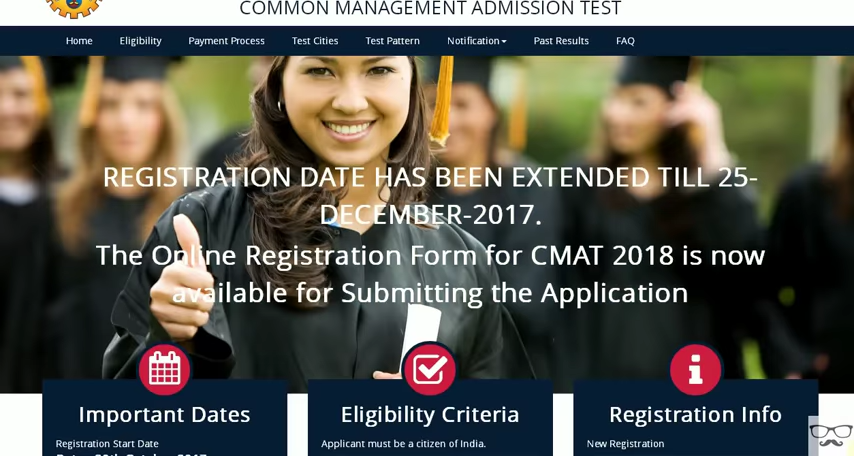 COMMON MANAGEMENT ADMISSION TEST
Home Eligibility Payment Process Test Cities Test Pattern Notification Past Results FAQ
REGISTRATION DATE HAS BEEN EXTENDED TILL 25-
DECEMBER-2017.
The Online Registration Form for CMAT 2018 is now
available for Submitting the Application
Important Dates
Registration Start Date
Eligibility Criteria
Applicant must be a citizen of India.
Registration Info
New Registration